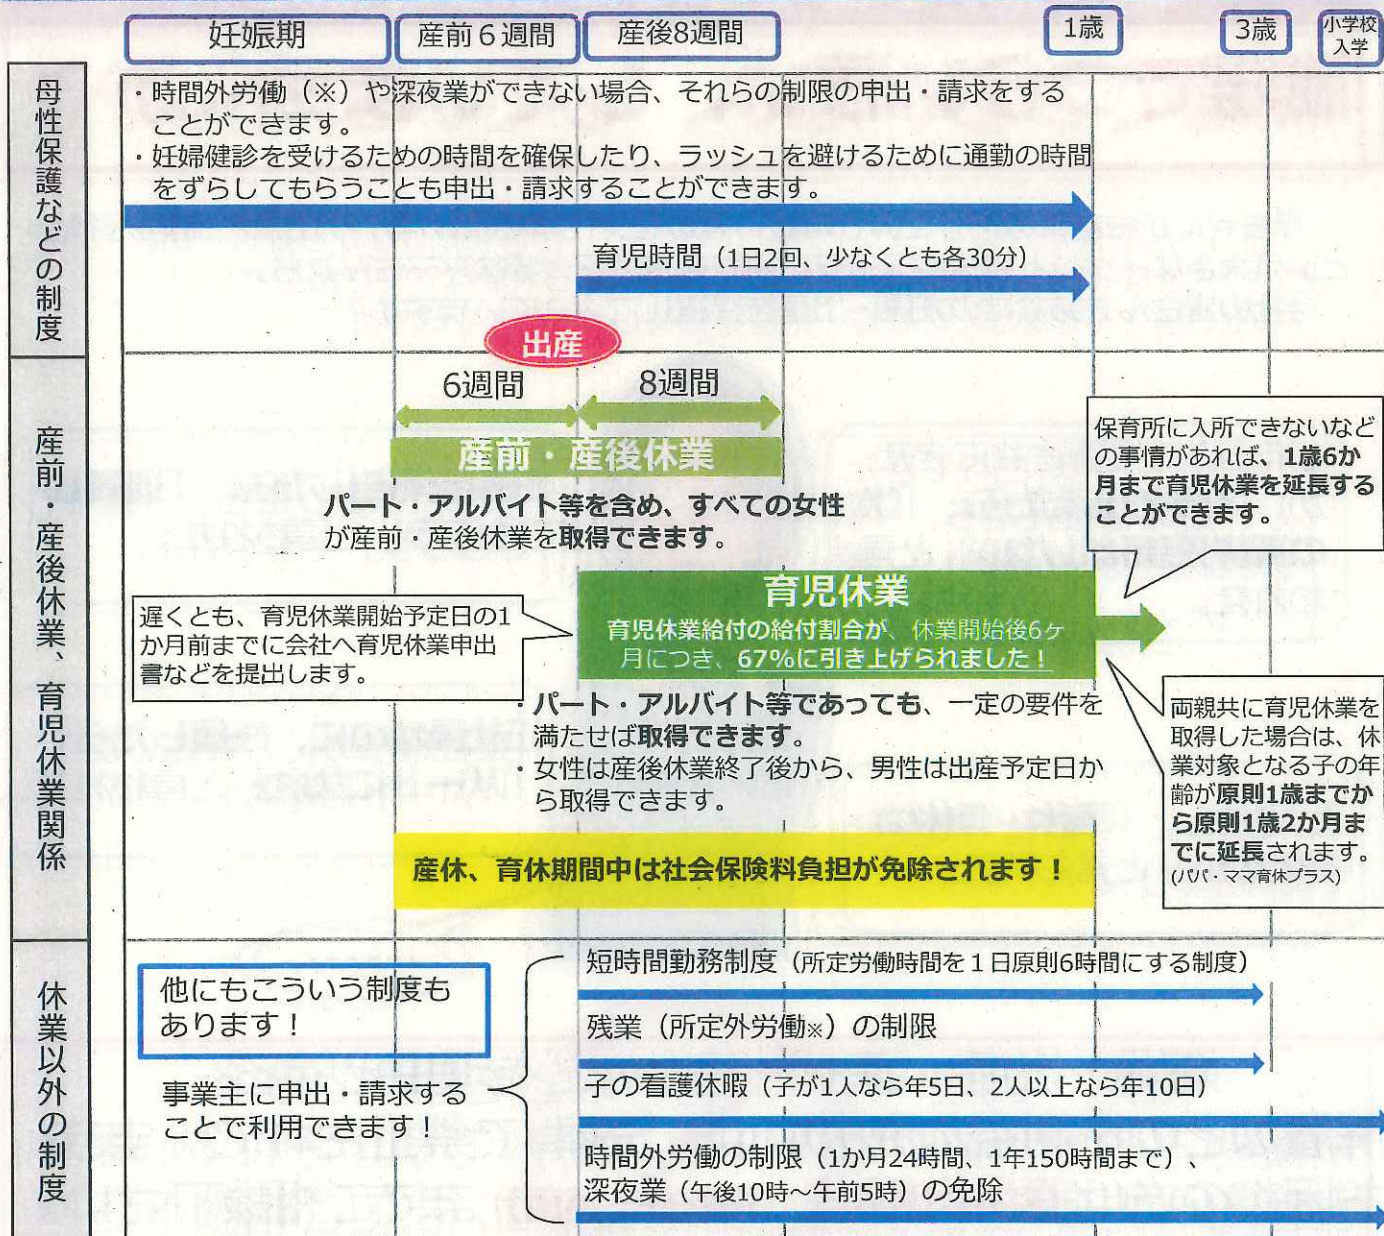 妊娠期
産前６週間
産後8週間
1歳
3歳
小学校
入学
母性保護などの制度
・時間外労働（※）や深夜業ができない場合、それらの制限の申出・請求をする
ことができます。
・妊婦健診を受けるための時間を確保したり、ラッシュを避けるために通勤の時間
をずらしてもらうことも申出・請求することができます。
育児時間（1日2回、少なくとも各30分）
産前・産後休業、育児休業関係
出産
6週間
8週間
産前・産後休業
パート・アルバイト等を含め、すべての女性
が産前・産後休業を取得できます。
保育所に入所できないなど
の事情があれば、1歳6か
月まで育児休業を延長する
ことができます。
遅くとも、育児休業開始予定日の1
か月前までに会社へ育児休業申出
書などを提出します。
育児休業
育児休業給付の給付割合が、休業開始後6ヶ
月につき、67％に引き上げられました！
・パート・アルバイト等であっても、一定の要件を
満たせば取得できます。
・女性は産後休業終了後から、男性は出産予定日か
ら取得できます。
両親共に育児休業を
取得した場合は、休
業対象となる子の年
齢が原則1歳までか
ら原則1歳2か月ま
でに延長されます。
(パパ・ママ育休プラス)
産休、育休期間中は社会保険料負担が免除されます！
休業以外の制度
他にもこういう制度も
あります！
事業主に申出・請求する
ことで利用できます！
短時間勤務制度（所定労働時間を１日原則6時間にする制度）
残業（所定外労働※）の制限
子の看護休暇（子が1人なら年5日、2人以上なら年10日）
時間外労働の制限（1か月24時間、1年150時間まで）、
深夜業（午後10時～午前5時）の免除